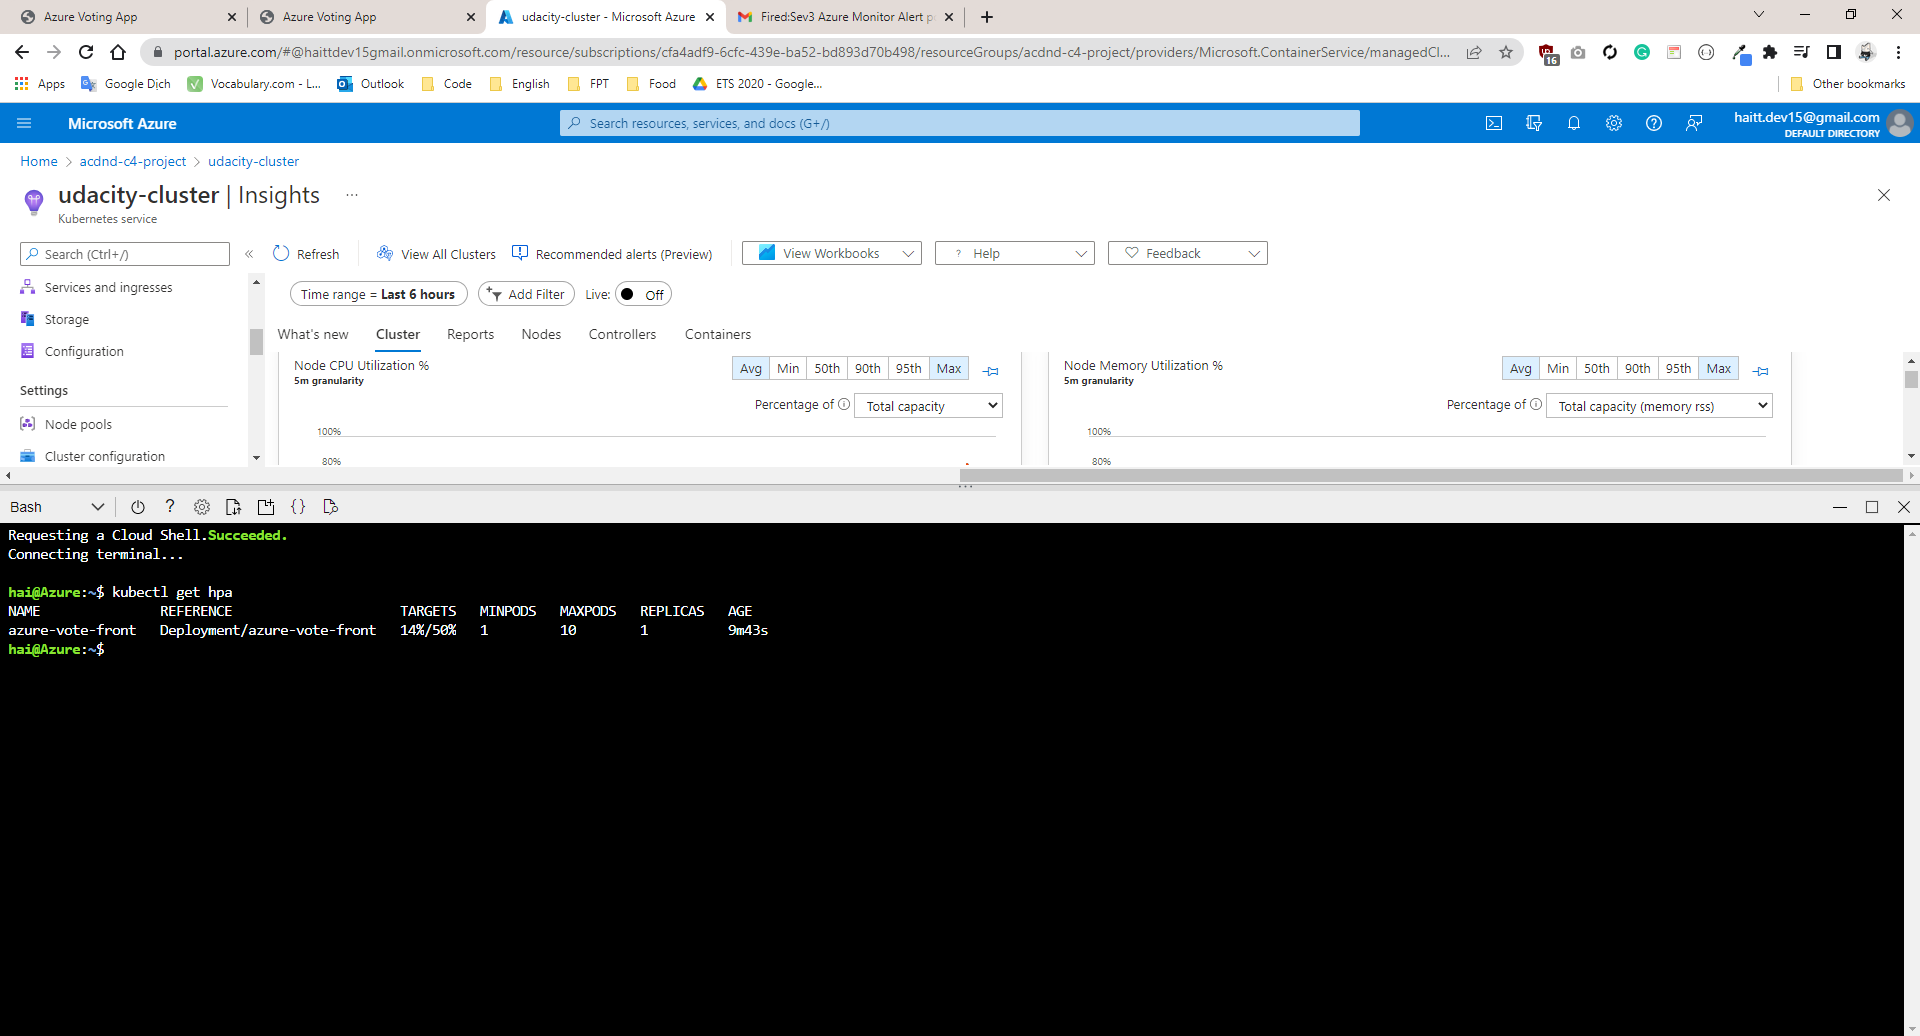 Azure Voting App
Azure Voting App
udacity-cluster - Microsoft Azure
Fired:Sev3 Azure Monitor Alert p
portal.azure.com/#@haittdev15gmail.onmicrosoft.com/resource/subscriptions/cfa4adf9-6cfc-439e-ba52-bd893d70b498/resourceGroups/acdnd-c4-project/providers/Microsoft.ContainerService/managedCl...
16
Apps
Google Dịch
Vocabulary.com - L...
Outlook
Code
English
FPT
Food
ETS 2020 - Google...
Other bookmarks
Microsoft Azure
Search resources, services, and docs (G+/)
haitt.dev15@gmail.com
DEFAULT DIRECTORY
Home > acdnd-c4-project > udacity-cluster
udacity-cluster | Insights ...
Kubernetes service
Search (Ctrl+/)
«
Refresh
View All Clusters
Recommended alerts (Preview)
View Workbooks
? Help
Feedback
Services and ingresses
Storage
Configuration
Settings
Node pools
Cluster configuration
Time range = Last 6 hours
Add Filter
Live: Off
What's new
Cluster
Reports
Nodes
Controllers
Containers
Node CPU Utilization %
5m granularity
Avg Min 50th 90th 95th Max
Percentage of Total capacity
100%
80%
Node Memory Utilization %
5m granularity
Avg Min 50th 90th 95th Max
Percentage of Total capacity (memory rss)
100%
80%
Bash
? { }
Requesting a Cloud Shell.Succeeded.
Connecting terminal...
hai@Azure:~$ kubectl get hpa
NAME REFERENCE TARGETS MINPODS MAXPODS REPLICAS AGE
azure-vote-front Deployment/azure-vote-front 14%/50% 1 10 1 9m43s
hai@Azure:~$